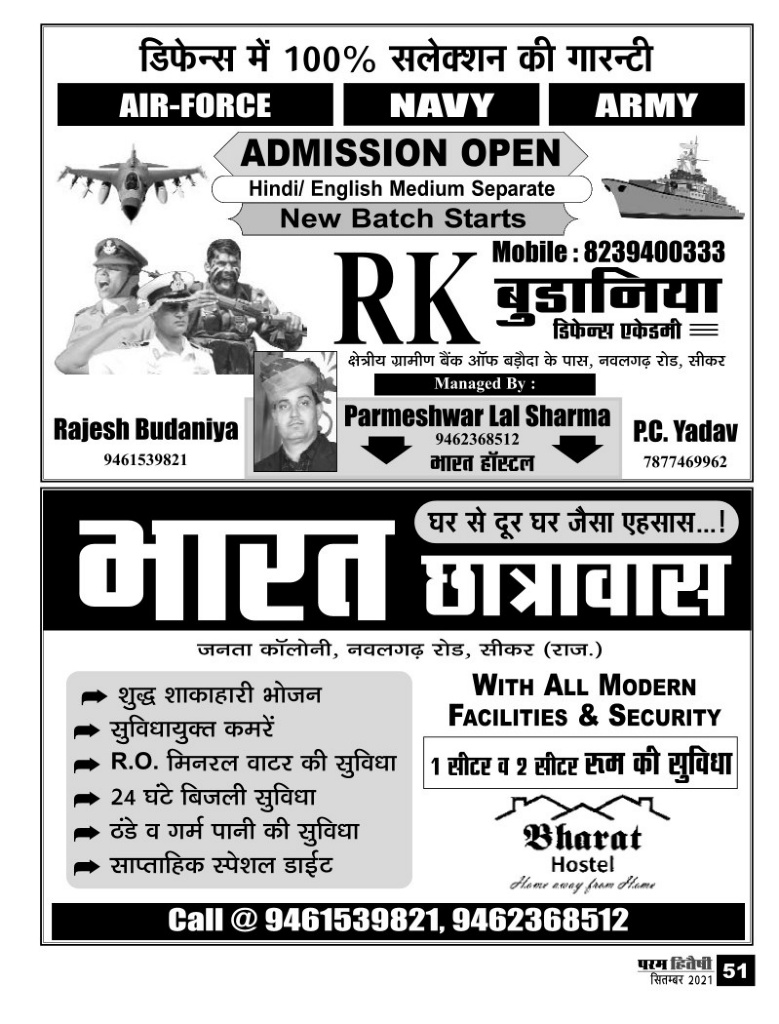 डिफेन्स में 100% सलेक्शन की गारन्टी
AIR-FORCE NAVY ARMY
ADMISSION OPEN
Hindi/ English Medium Separate
New Batch Starts
RK
Mobile : 8239400333
बुडानिया
डिफेन्स एकेडमी
क्षेत्रीय ग्रामीण बैंक ऑफ बड़ौदा के पास, नवलगढ़ रोड, सीकर
Managed By :
Rajesh Budaniya
9461539821
Parmeshwar Lal Sharma
9462368512
भारत हॉस्टल
P.C. Yadav
7877469962
घर से दूर घर जैसा एहसास...!
भारत छात्रावास
जनता कॉलोनी, नवलगढ़ रोड, सीकर (राज.)
शुद्ध शाकाहारी भोजन
सुविधायुक्त कमरें
R.O. मिनरल वाटर की सुविधा
24 घंटे बिजली सुविधा
ठंडे व गर्म पानी की सुविधा
साप्ताहिक स्पेशल डाईट
WITH ALL MODERN
FACILITIES & SECURITY
1 सीटर व 2 सीटर रूम की सुविधा
Bharat
Hostel
Home away from Home
Call @ 9461539821, 9462368512
परम हितैषी
सितम्बर 2021
51